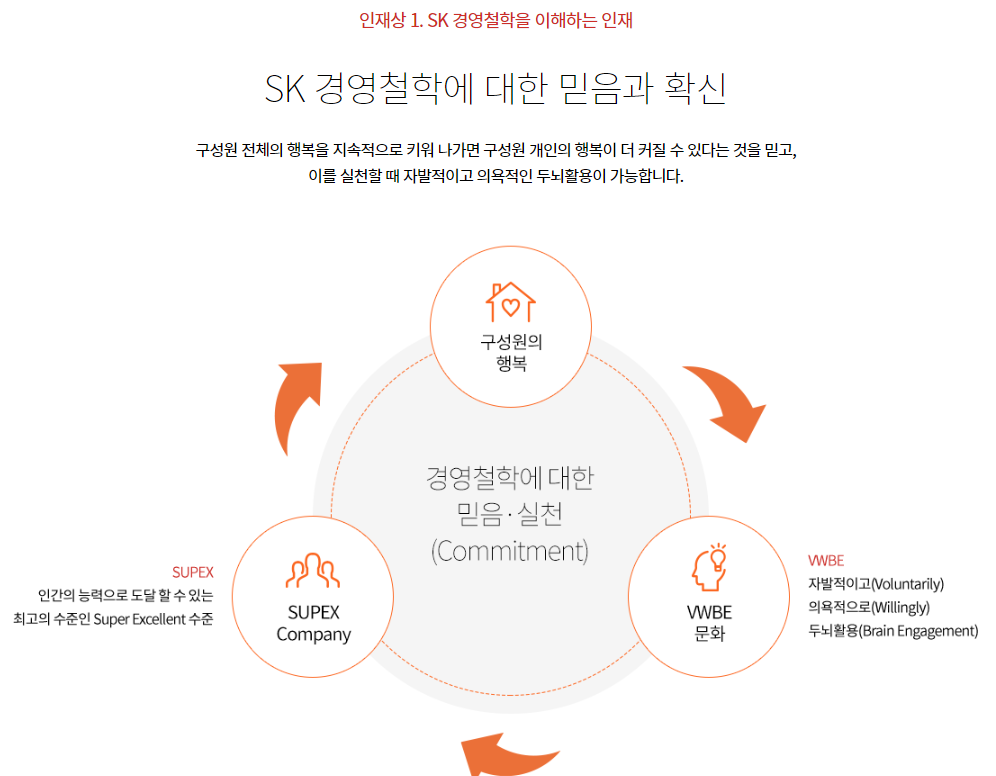 인재상 1. SK 경영철학을 이해하는 인재
SK 경영철학에 대한 믿음과 확신
구성원 전체의 행복을 지속적으로 키워 나가면 구성원 개인의 행복이 더 커질 수 있다는 것을 믿고,
이를 실천할 때 자발적이고 의욕적인 두뇌활용이 가능합니다.
구성원의
행복
경영철학에 대한
믿음·실천
(Commitment)
SUPEX
인간의 능력으로 도달 할 수 있는
최고의 수준인 Super Excellent 수준
SUPEX
Company
VWBE
문화
VWBE
자발적이고(Voluntarily)
의욕적으로(Willingly)
두뇌활용(Brain Engagement)